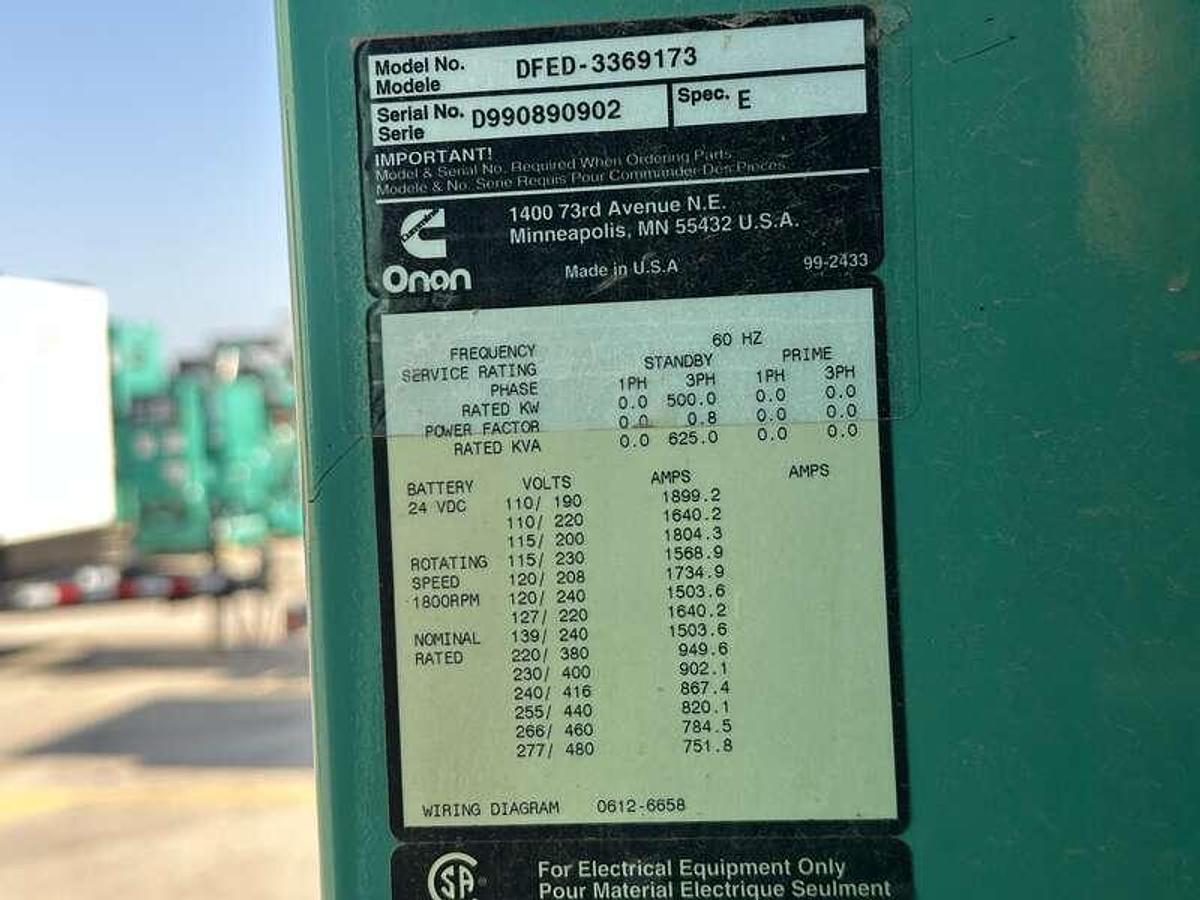 Model No. DFED-3369173
Modele
Serial No. D990890902 Spec. E
Serie
IMPORTANT!
Model & Serial No. Required When Ordering Parts.
Modele & No. Serie Requis Pour Commander Des Pieces.
Cummins
Onan
1400 73rd Avenue N.E.
Minneapolis, MN 55432 U.S.A.
Made in U.S.A 99-2433
FREQUENCY 60 HZ
SERVICE RATING STANDBY PRIME
PHASE 1PH 3PH 1PH 3PH
RATED KW 0.0 500.0 0.0 0.0
POWER FACTOR 0.0 0.8 0.0 0.0
RATED KVA 0.0 625.0 0.0 0.0
BATTERY VOLTS AMPS AMPS
24 VDC 110/ 190 1899.2
110/ 220 1640.2
115/ 200 1804.3
ROTATING 115/ 230 1568.9
SPEED 120/ 208 1734.9
1800RPM 120/ 240 1503.6
127/ 220 1640.2
NOMINAL 139/ 240 1503.6
RATED 220/ 380 949.6
230/ 400 902.1
240/ 416 867.4
255/ 440 820.1
266/ 460 784.5
277/ 480 751.8
WIRING DIAGRAM 0612-6658
SA ®
For Electrical Equipment Only
Pour Material Electrique Seulment